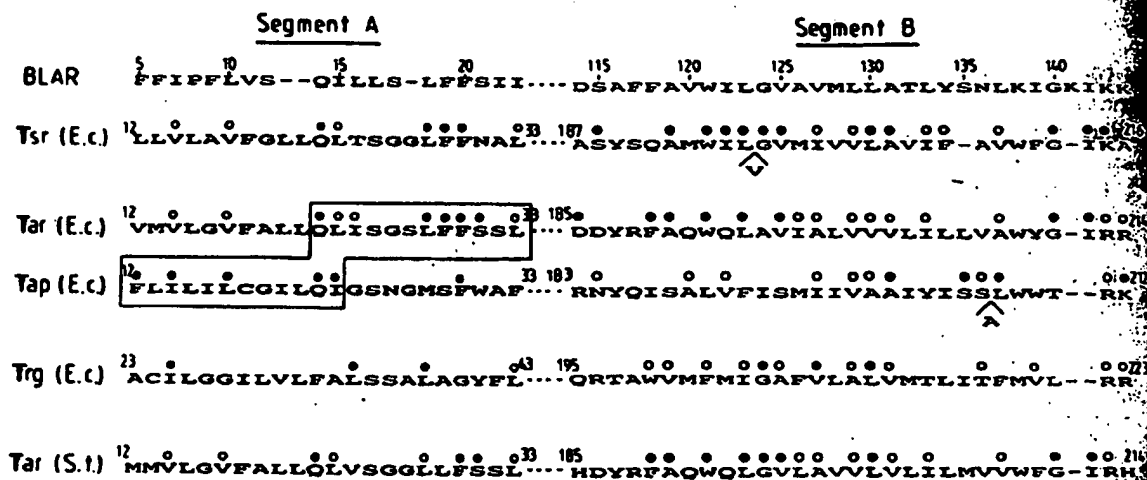 Segment A Segment B
5 10 15 20 115 120 125 130 135 140
BLAR FFIPFLVS--QILLS-LFFSII····DSAFFAVWILGVAVMLLATLYSNLKIGKIKK
Tsr (E.c.) 12 LLVLAVFGLLQLTSGGLFFNAL 33 187 ····ASYSQAMWILGVMIVVLAVIF-AVWFG-IKA
V
Tar (E.c.) 12 VMVLGVFALLQLISGSLFFSSL 33 185 ····DDYRFAQWQLAVIALVVVLILLVAWYG-IRR
Tap (E.c) 12 FLILILCGILQIGSNGMSFWAF 33 183 ····RNYQISALVFISMIIVAAIYISSLWWT--RK
A
Trg (E.c.) 23 ACILGGILVLFALSSALAGYFL 43 195 ····QRTAWVMFMIGAFVLALVMTLITFMVL--RR
Tar (S.t.) 12 MMVLGVFALLQLVSGGLLFSSL 33 185 ····HDYRFAQWQLGVLAVVLVLILMVVWFG-IRH 216